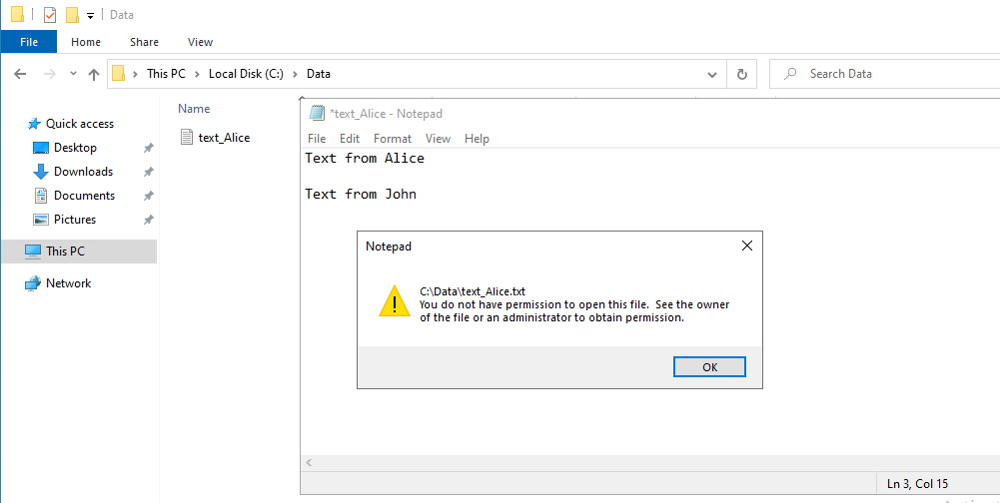 Data
File Home Share View
This PC > Local Disk (C:) > Data
Search Data
Quick access
Desktop
Downloads
Documents
Pictures
This PC
Network
Name
text_Alice
*text_Alice - Notepad
File Edit Format View Help
Text from Alice
Text from John
Notepad
C:\Data\text_Alice.txt
You do not have permission to open this file. See the owner
of the file or an administrator to obtain permission.
OK
Ln 3, Col 15